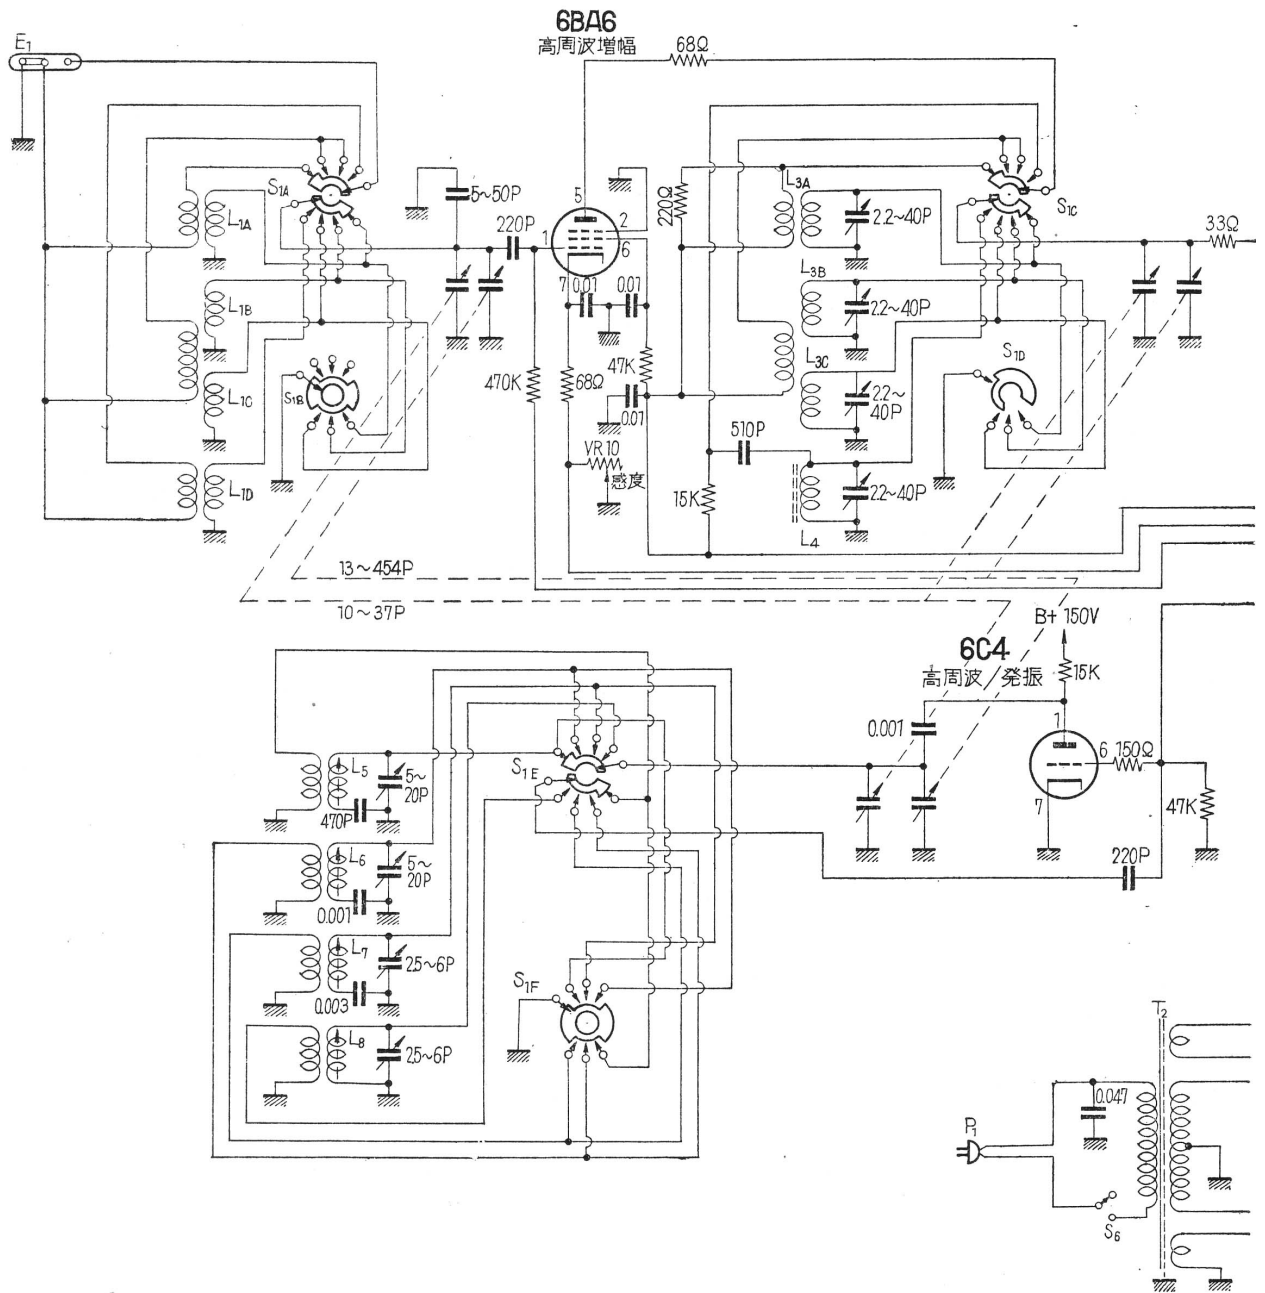 E1
6BA6
高周波増幅
68Ω
S1A
5~50P
5
220P
1
2
6
220Ω
L3A
2.2~40P
S1C
33Ω
L1A
L1B
7
0.01
0.01
L3B
2.2~40P
L3C
S1D
L1C
S1B
470K
68Ω
47K
0.01
2.2~
40P
VR10
感度
510P
L1D
15K
2.2~40P
L4
13~454P
10~37P
B+ 150V
6C4
高周波/発振
15K
0.001
1
6
150Ω
7
47K
220P
L5
5~
20P
470P
S1E
L6
5~
20P
0.001
L7
2.5~6P
0.003
S1F
L8
2.5~6P
T2
0.047
P1
S6